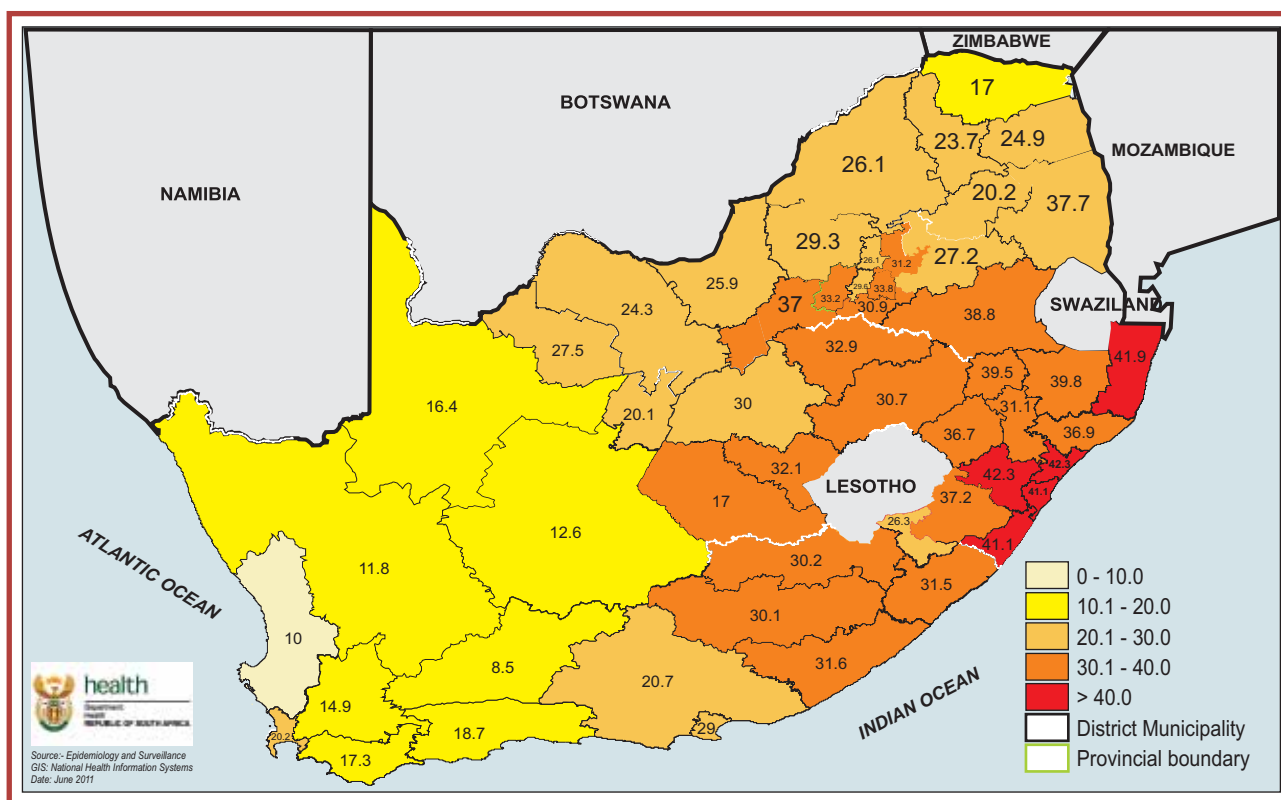 ZIMBABWE
17
BOTSWANA
23.7
24.9
MOZAMBIQUE
26.1
NAMIBIA
20.2
37.7
29.3
27.2
26.1
31.2
25.9
29.6
33.8
24.3
37
33.2
30.9
SWAZILAND
38.8
27.5
32.9
41.9
39.5
39.8
16.4
20.1
30
30.7
31.1
36.7
36.9
32.1
42.3
42.3
LESOTHO
41.1
17
37.2
26.3
12.6
41.1
ATLANTIC OCEAN
11.8
30.2
31.5
30.1
10
31.6
8.5
20.7
14.9
INDIAN OCEAN
29
18.7
20.2
17.3
0 - 10.0
10.1 - 20.0
20.1 - 30.0
30.1 - 40.0
> 40.0
District Municipality
Provincial boundary
health
Department:
Health
REPUBLIC OF SOUTH AFRICA
Source:- Epidemiology and Surveillance
GIS: National Health Information Systems
Date: June 2011